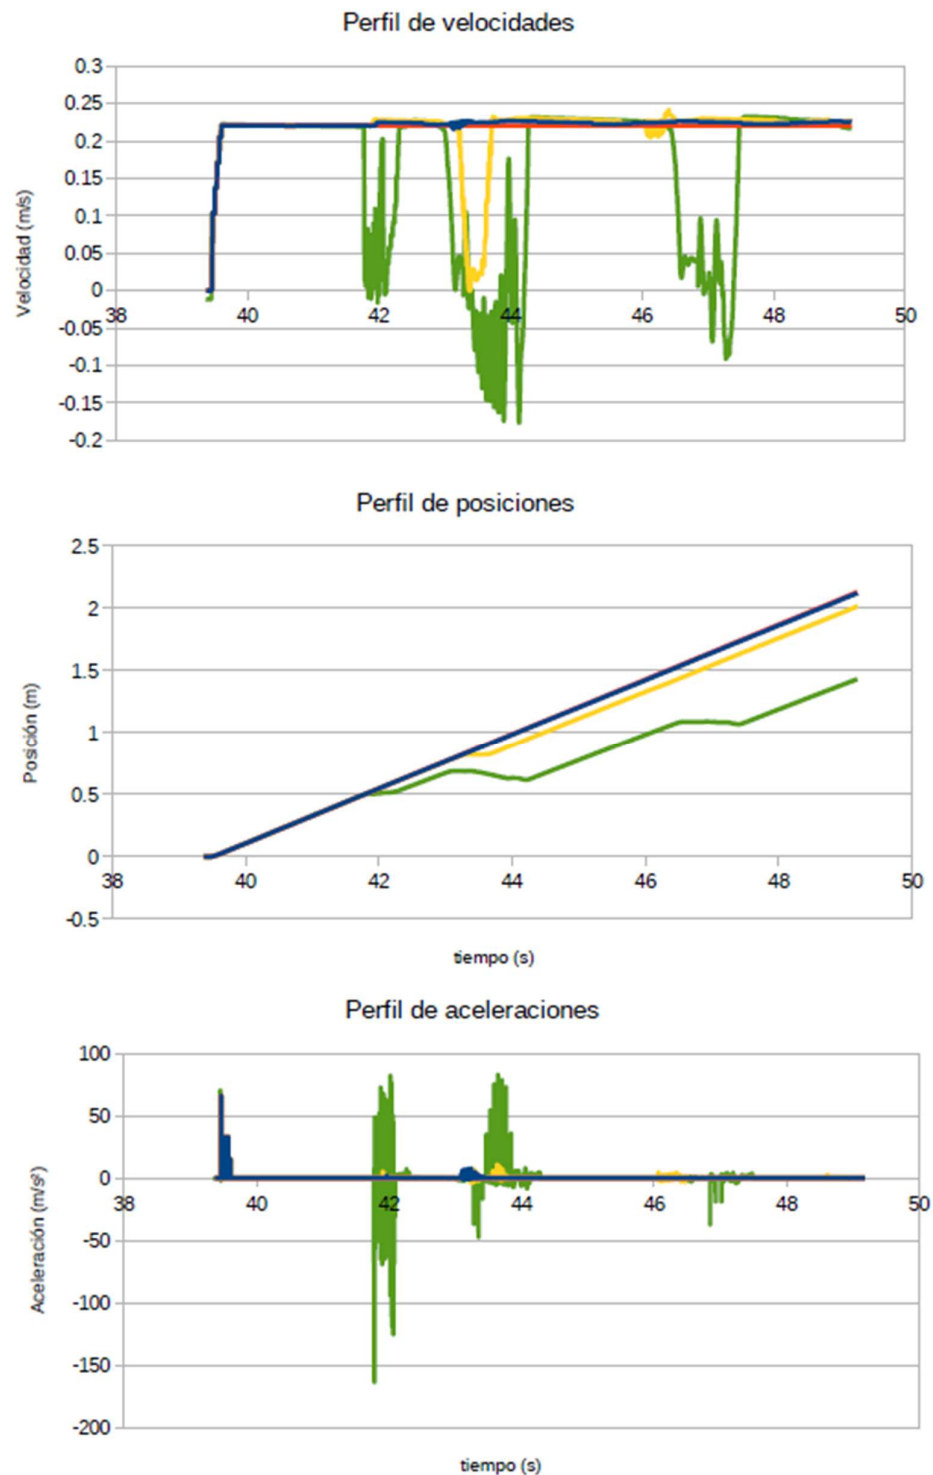 Perfil de velocidades
0.3
0.25
0.2
0.15
0.1
0.05
0
-0.05
-0.1
-0.15
-0.2
Velocidad (m/s)
38 40 42 44 46 48 50
Perfil de posiciones
2.5
2
1.5
1
0.5
0
-0.5
Posición (m)
38 40 42 44 46 48 50
tiempo (s)
Perfil de aceleraciones
100
50
0
-50
-100
-150
-200
Aceleración (m/s²)
38 40 42 44 46 48 50
tiempo (s)